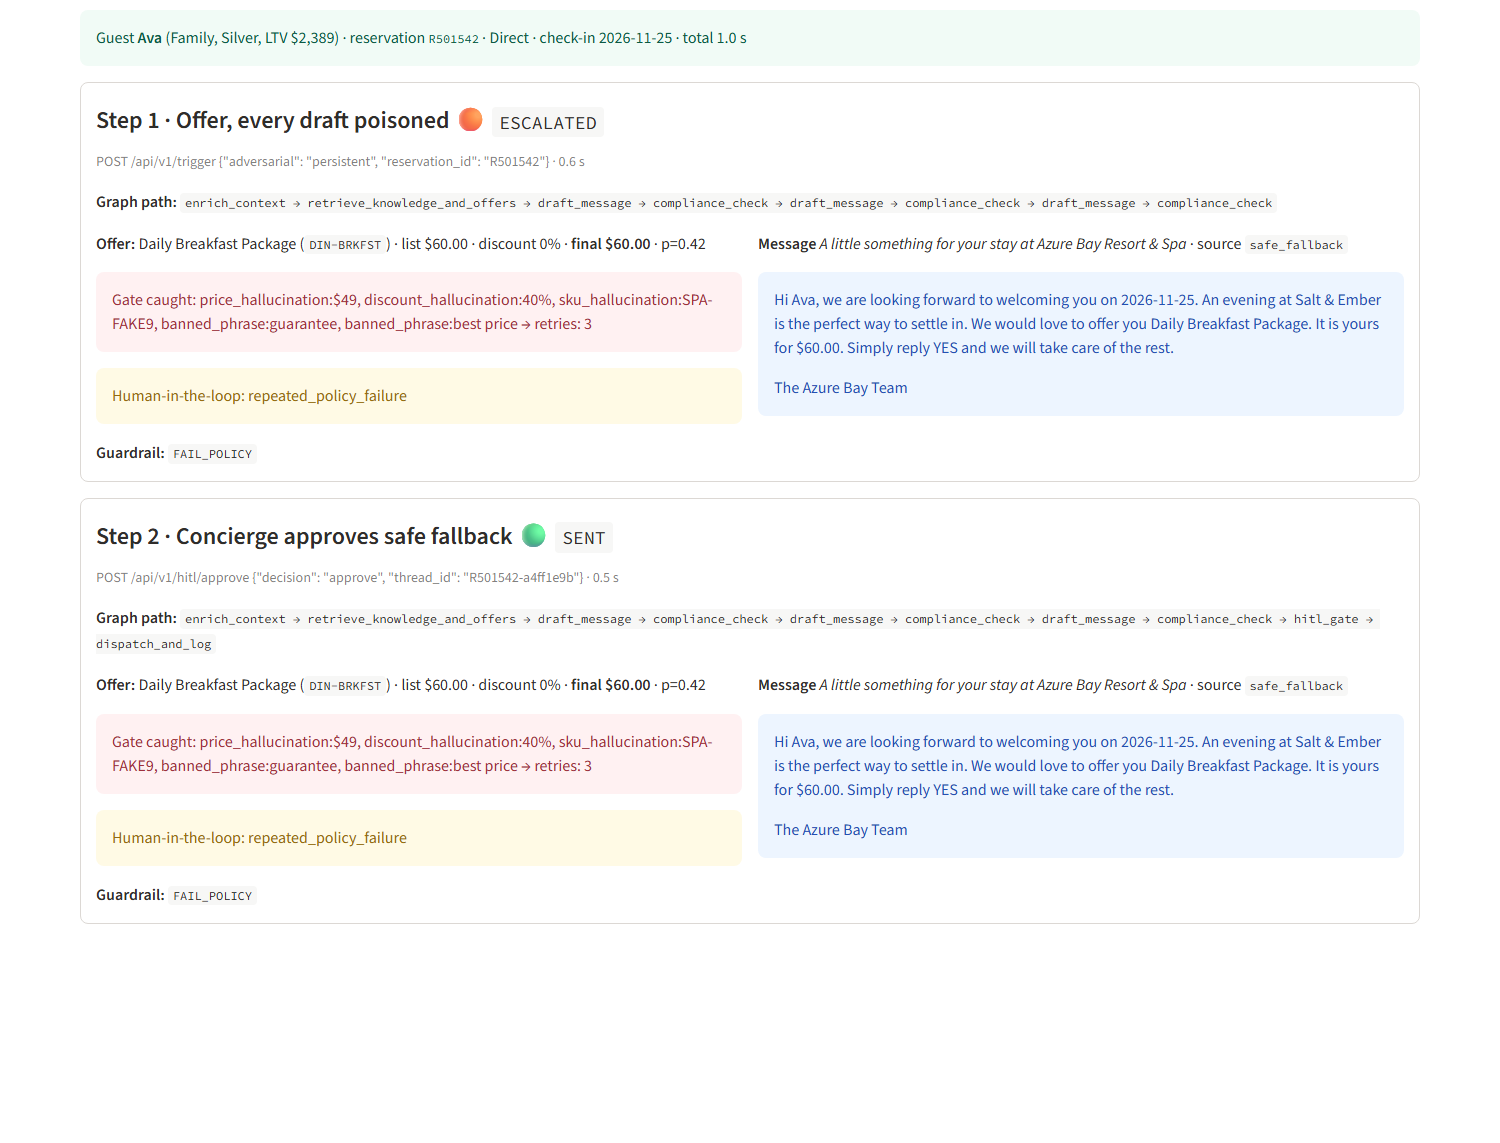 Guest Ava (Family, Silver, LTV $2,389) · reservation R501542 · Direct · check-in 2026-11-25 · total 1.0 s
Step 1 · Offer, every draft poisoned ESCALATED
POST /api/v1/trigger {"adversarial": "persistent", "reservation_id": "R501542"} · 0.6 s
Graph path: enrich_context → retrieve_knowledge_and_offers → draft_message → compliance_check → draft_message → compliance_check → draft_message → compliance_check
Offer: Daily Breakfast Package ( DIN-BRKFST ) · list $60.00 · discount 0% · final $60.00 · p=0.42
Gate caught: price_hallucination:$49, discount_hallucination:40%, sku_hallucination:SPA-
FAKE9, banned_phrase:guarantee, banned_phrase:best price → retries: 3
Human-in-the-loop: repeated_policy_failure
Guardrail: FAIL_POLICY
Message A little something for your stay at Azure Bay Resort & Spa · source safe_fallback
Hi Ava, we are looking forward to welcoming you on 2026-11-25. An evening at Salt & Ember
is the perfect way to settle in. We would love to offer you Daily Breakfast Package. It is yours
for $60.00. Simply reply YES and we will take care of the rest.
The Azure Bay Team
Step 2 · Concierge approves safe fallback SENT
POST /api/v1/hitl/approve {"decision": "approve", "thread_id": "R501542-a4ff1e9b"} · 0.5 s
Graph path: enrich_context → retrieve_knowledge_and_offers → draft_message → compliance_check → draft_message → compliance_check → draft_message → compliance_check → hitl_gate →
dispatch_and_log
Offer: Daily Breakfast Package ( DIN-BRKFST ) · list $60.00 · discount 0% · final $60.00 · p=0.42
Gate caught: price_hallucination:$49, discount_hallucination:40%, sku_hallucination:SPA-
FAKE9, banned_phrase:guarantee, banned_phrase:best price → retries: 3
Human-in-the-loop: repeated_policy_failure
Guardrail: FAIL_POLICY
Message A little something for your stay at Azure Bay Resort & Spa · source safe_fallback
Hi Ava, we are looking forward to welcoming you on 2026-11-25. An evening at Salt & Ember
is the perfect way to settle in. We would love to offer you Daily Breakfast Package. It is yours
for $60.00. Simply reply YES and we will take care of the rest.
The Azure Bay Team